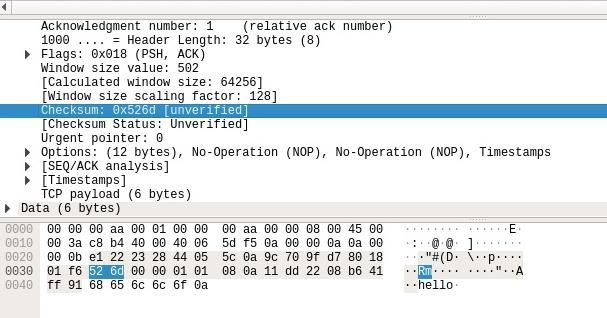 Acknowledgment number: 1    (relative ack number)
1000 .... = Header Length: 32 bytes (8)
Flags: 0x018 (PSH, ACK)
Window size value: 502
[Calculated window size: 64256]
[Window size scaling factor: 128]
Checksum: 0x526d [unverified]
[Checksum Status: Unverified]
Urgent pointer: 0
Options: (12 bytes), No-Operation (NOP), No-Operation (NOP), Timestamps
[SEQ/ACK analysis]
[Timestamps]
TCP payload (6 bytes)
Data (6 bytes)
0000  00 00 00 aa 00 01 00 00  00 aa 00 00 08 00 45 00   ········ ······E·
0010  00 3a c8 b4 40 00 40 06  5d f5 0a 00 00 0a 0a 00   ·:··@·@· ]·······
0020  00 0b e1 22 23 28 44 05  5c 0a 9c 70 9f d7 80 18   ···"#(D· \··p····
0030  01 f6 52 6d 00 00 01 01  08 0a 11 dd 22 08 b6 41   ··Rm···· ····"··A
0040  ff 91 68 65 6c 6c 6f 0a                            ··hello·